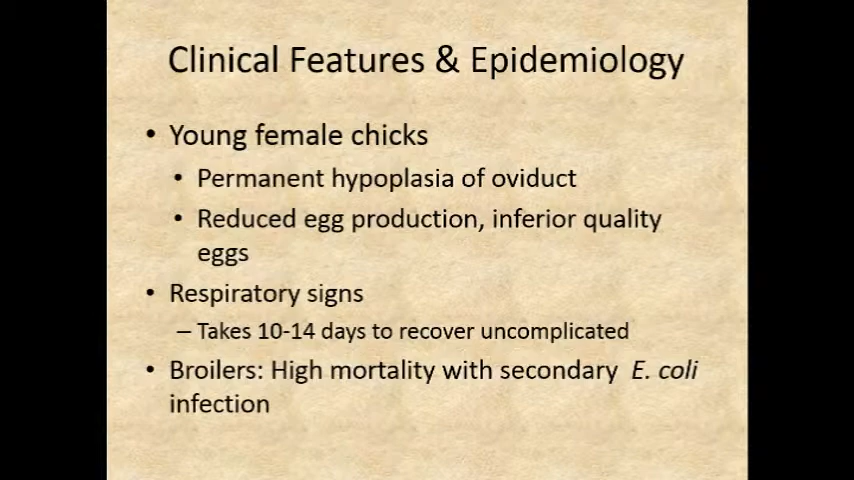 Clinical Features & Epidemiology
• Young female chicks
• Permanent hypoplasia of oviduct
• Reduced egg production, inferior quality
eggs
• Respiratory signs
– Takes 10-14 days to recover uncomplicated
• Broilers: High mortality with secondary E. coli
infection